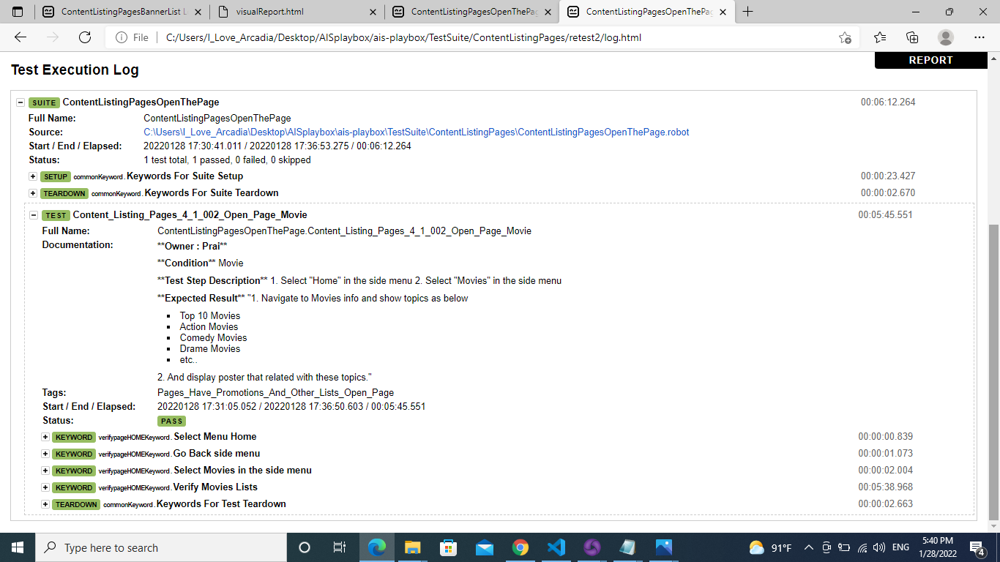 ContentListingPagesBannerList L
visualReport.html
ContentListingPagesOpenThePag
ContentListingPagesOpenThePag
File
C:/Users/I_Love_Arcadia/Desktop/AISplaybox/ais-playbox/TestSuite/ContentListingPages/retest2/log.html
REPORT
Test Execution Log
SUITE ContentListingPagesOpenThePage 00:06:12.264
Full Name: ContentListingPagesOpenThePage
Source: C:\Users\I_Love_Arcadia\Desktop\AISplaybox\ais-playbox\TestSuite\ContentListingPages\ContentListingPagesOpenThePage.robot
Start / End / Elapsed: 20220128 17:30:41.011 / 20220128 17:36:53.275 / 00:06:12.264
Status: 1 test total, 1 passed, 0 failed, 0 skipped
SETUP commonKeyword.Keywords For Suite Setup 00:00:23.427
TEARDOWN commonKeyword.Keywords For Suite Teardown 00:00:02.670
TEST Content_Listing_Pages_4_1_002_Open_Page_Movie 00:05:45.551
Full Name: ContentListingPagesOpenThePage.Content_Listing_Pages_4_1_002_Open_Page_Movie
Documentation: **Owner : Prai**
**Condition** Movie
**Test Step Description** 1. Select "Home" in the side menu 2. Select "Movies" in the side menu
**Expected Result** "1. Navigate to Movies info and show topics as below
Top 10 Movies
Action Movies
Comedy Movies
Drame Movies
etc..
2. And display poster that related with these topics."
Tags: Pages_Have_Promotions_And_Other_Lists_Open_Page
Start / End / Elapsed: 20220128 17:31:05.052 / 20220128 17:36:50.603 / 00:05:45.551
Status: PASS
KEYWORD verifypageHOMEKeyword.Select Menu Home 00:00:00.839
KEYWORD verifypageHOMEKeyword.Go Back side menu 00:00:01.073
KEYWORD verifypageHOMEKeyword.Select Movies in the side menu 00:00:02.004
KEYWORD verifypageHOMEKeyword.Verify Movies Lists 00:05:38.968
TEARDOWN commonKeyword.Keywords For Test Teardown 00:00:02.663
Type here to search
91°F
ENG
5:40 PM
1/28/2022
4